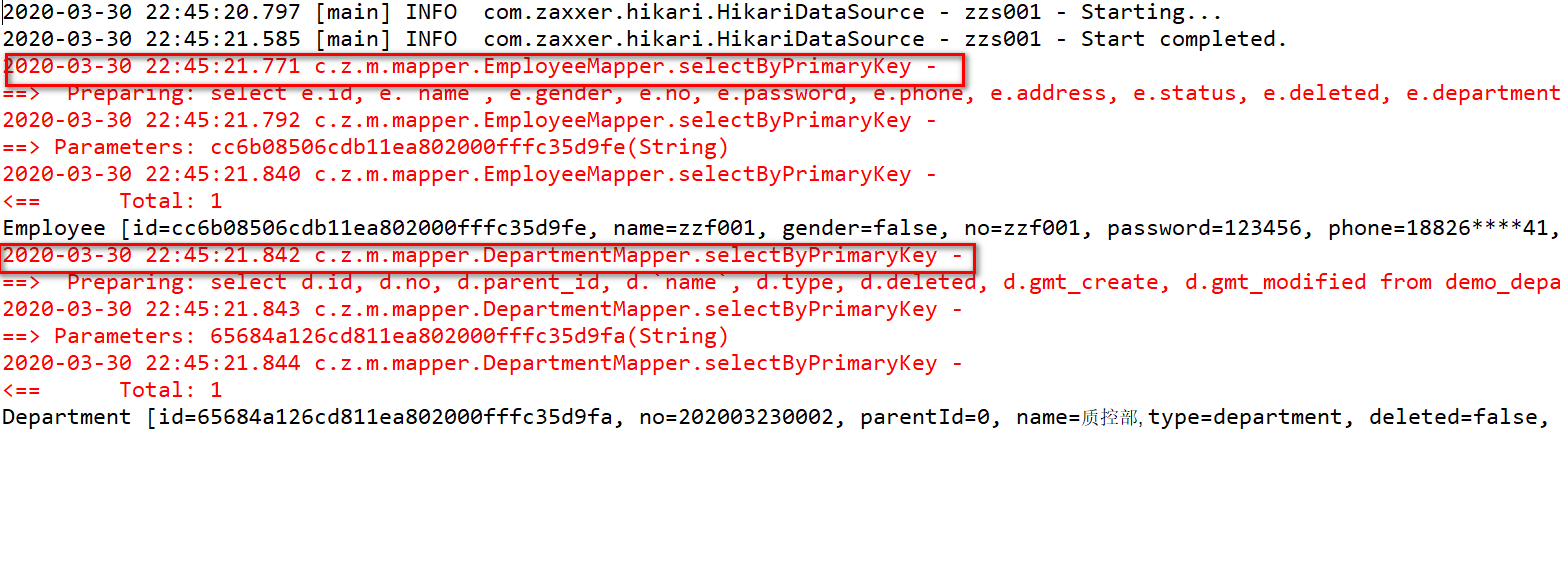 2020-03-30 22:45:20.797 [main] INFO  com.zaxxer.hikari.HikariDataSource - zzs001 - Starting...
2020-03-30 22:45:21.585 [main] INFO  com.zaxxer.hikari.HikariDataSource - zzs001 - Start completed.
2020-03-30 22:45:21.771 c.z.m.mapper.EmployeeMapper.selectByPrimaryKey -
==>  Preparing: select e.id, e.`name`, e.gender, e.no, e.password, e.phone, e.address, e.status, e.deleted, e.department
2020-03-30 22:45:21.792 c.z.m.mapper.EmployeeMapper.selectByPrimaryKey -
==> Parameters: cc6b08506cdb11ea802000fffc35d9fe(String)
2020-03-30 22:45:21.840 c.z.m.mapper.EmployeeMapper.selectByPrimaryKey -
<==      Total: 1
Employee [id=cc6b08506cdb11ea802000fffc35d9fe, name=zzf001, gender=false, no=zzf001, password=123456, phone=18826****41,
2020-03-30 22:45:21.842 c.z.m.mapper.DepartmentMapper.selectByPrimaryKey -
==>  Preparing: select d.id, d.no, d.parent_id, d.`name`, d.type, d.deleted, d.gmt_create, d.gmt_modified from demo_depa
2020-03-30 22:45:21.843 c.z.m.mapper.DepartmentMapper.selectByPrimaryKey -
==> Parameters: 65684a126cd811ea802000fffc35d9fa(String)
2020-03-30 22:45:21.844 c.z.m.mapper.DepartmentMapper.selectByPrimaryKey -
<==      Total: 1
Department [id=65684a126cd811ea802000fffc35d9fa, no=202003230002, parentId=0, name=质控部, type=department, deleted=false,